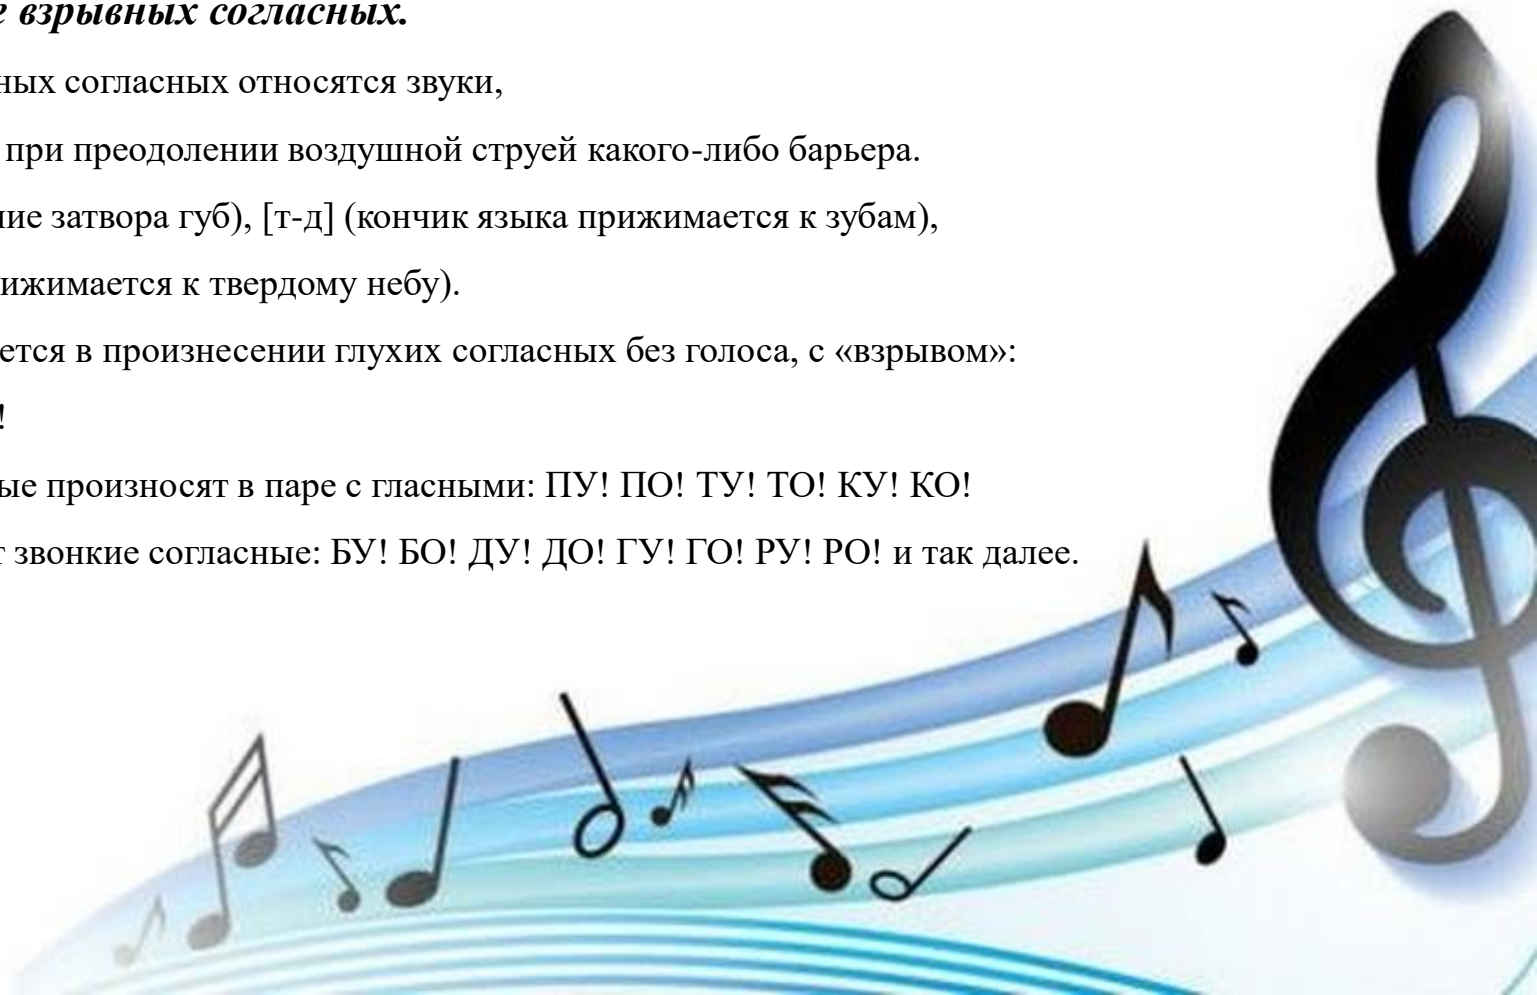 е взрывных согласных.
ных согласных относятся звуки,
при преодолении воздушной струей какого-либо барьера.
ние затвора губ), [т-д] (кончик языка прижимается к зубам),
ижимается к твердому небу).
ется в произнесении глухих согласных без голоса, с «взрывом»:
!
ые произносят в паре с гласными: ПУ! ПО! ТУ! ТО! КУ! КО!
т звонкие согласные: БУ! БО! ДУ! ДО! ГУ! ГО! РУ! РО! и так далее.